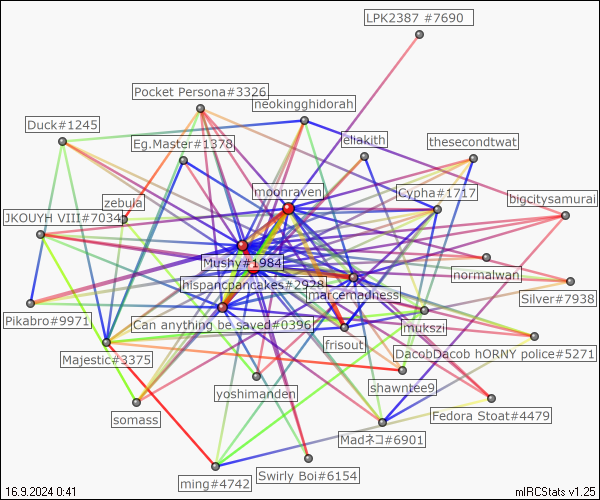 LPK2387 #7690
Pocket Persona#3326
neokingghidorah
Duck#1245
Eg.Master#1378
eliakith
thesecondtwat
moonraven
Cypha#1717
bigcitysamurai
zebula
JKOUYH VIII#7034
Mushy#1984
normalwan
hispancpancakes#2928
marcemadness
Silver#7938
Pikabro#9971
Can anything be saved#0396
mukszi
frisout
Majestic#3375
DacobDacob hORNY police#5271
yoshimanden
shawntee9
somass
Fedora Stoat#4479
Madネコ#6901
Swirly Boi#6154
ming#4742
16.9.2024 0:41
mIRCStats v1.25